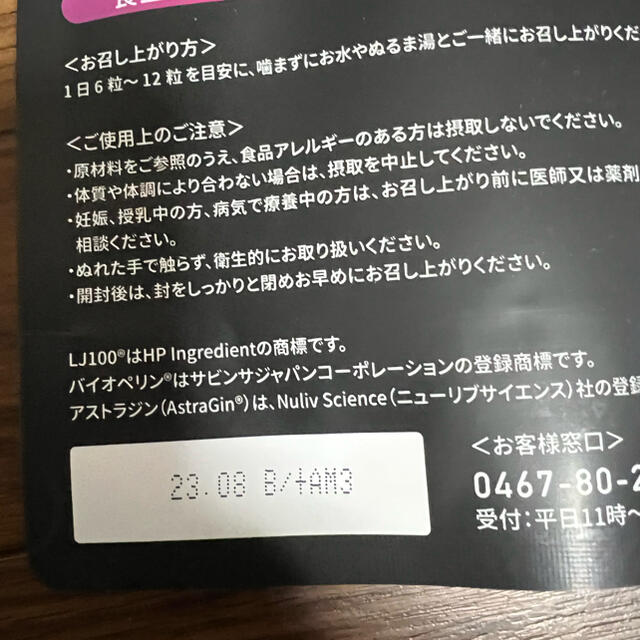 ＜お召し上がり方＞
1日6粒～12粒を目安に、噛まずにお水やぬるま湯とご一緒にお召し上がりくだ
＜ご使用上のご注意＞
・原材料をご参照のうえ、食品アレルギーのある方は摂取しないでください。
・体質や体調により合わない場合は、摂取を中止してください。
・妊娠、授乳中の方、病気で療養中の方は、お召し上がり前に医師又は薬剤
相談ください。
・ぬれた手で触らず、衛生的にお取り扱いください。
・開封後は、封をしっかりと閉めお早めにお召し上がりください。
LJ100®はHP Ingredientの商標です。
バイオペリン®はサビンサジャパンコーポレーションの登録商標です。
アストラジン（AstraGin®）は、Nuliv Science（ニューリブサイエンス）社の登録
23.08 B/tAM3
＜お客様窓口＞
0467-80-2
受付：平日11時～